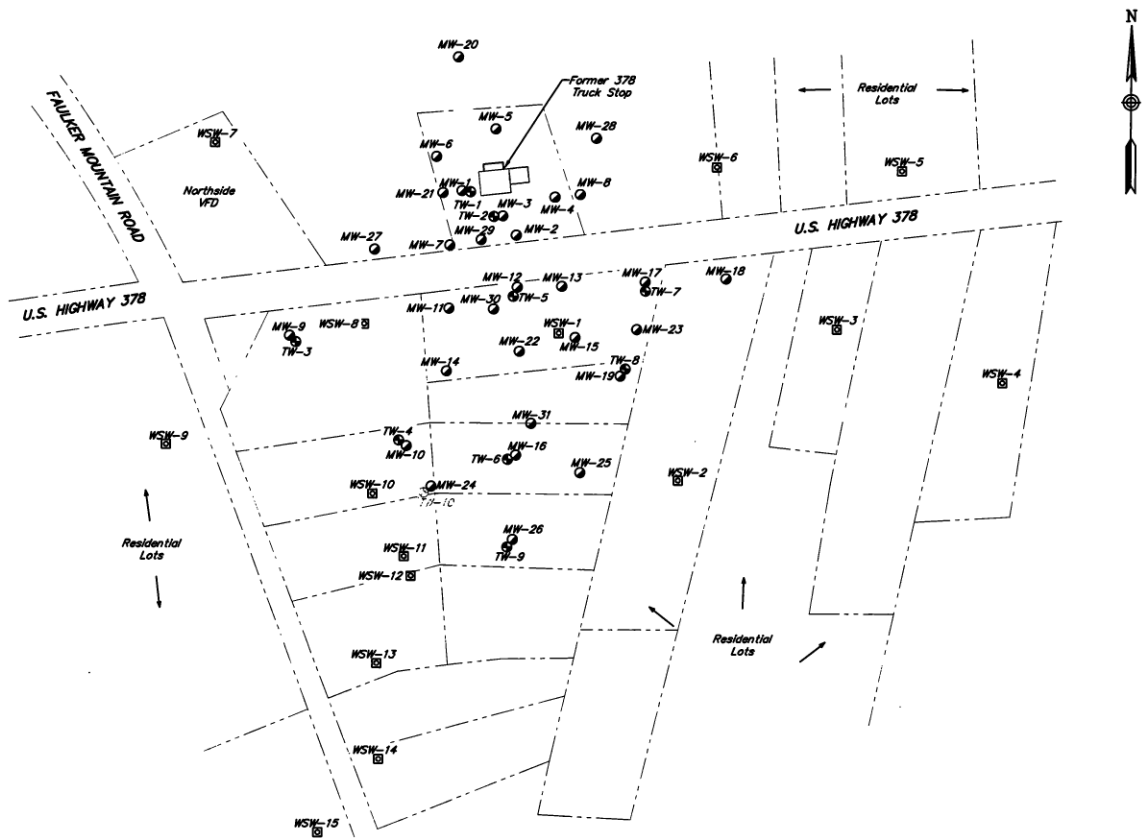 N
MW-20
Former 378
Truck Stop
FAULKER MOUNTAIN ROAD
Residential
Lots
MW-5
MW-28
WSW-7
MW-6
WSW-6
WSW-5
Northside
VFD
MW-21
MW-1
TW-1
MW-8
MW-4
TW-2
MW-3
MW-2
MW-29
MW-7
MW-27
U.S. HIGHWAY 378
MW-12
MW-13
MW-17
MW-18
TW-5
TW-7
U.S. HIGHWAY 378
MW-11
MW-30
WSW-8
MW-9
TW-3
WSW-1
MW-15
MW-23
WSW-3
MW-22
MW-14
TW-8
MW-19
WSW-4
MW-31
WSW-9
TW-4
MW-10
MW-16
TW-6
MW-25
WSW-2
WSW-10
MW-24
Residential
Lots
MW-26
TW-9
WSW-11
WSW-12
Residential
Lots
WSW-13
WSW-14
WSW-15